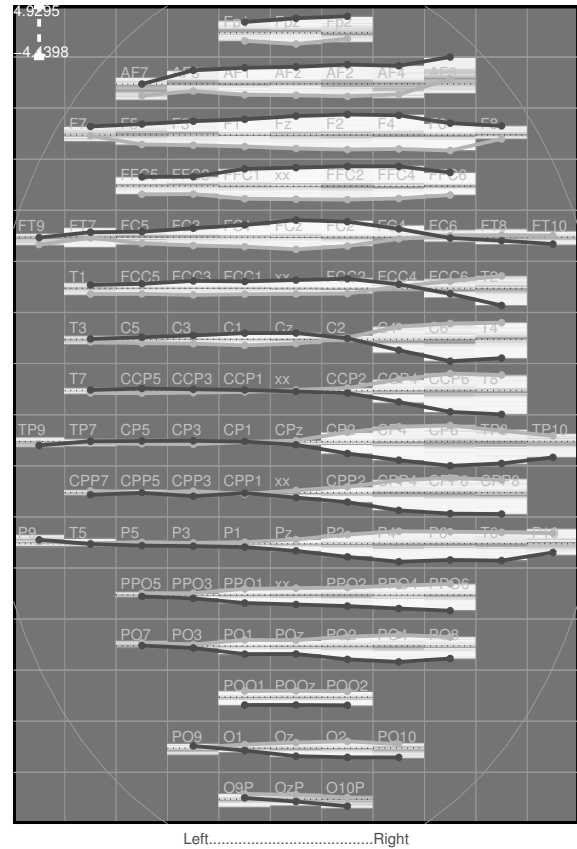 4.9295
-4.4398
Fp1 Fpz Fp2
AF7 AF3 AF1 AFz AF2 AF4 AF8
F7 F5 F3 F1 Fz F2 F4 F6 F8
FFC5 FFC3 FFC1 xx FFC2 FFC4 FFC6
FT9 FT7 FC5 FC3 FC1 FCz FC2 FC4 FC6 FT8 FT10
T1 FCC5 FCC3 FCC1 xx FCC2 FCC4 FCC6 T2
T3 C5 C3 C1 Cz C2 C4 C6 T4
T7 CCP5 CCP3 CCP1 xx CCP2 CCP4 CCP6 T8
TP9 TP7 CP5 CP3 CP1 CPz CP2 CP4 CP6 TP8 TP10
CPP7 CPP5 CPP3 CPP1 xx CPP2 CPP4 CPP6 CPP8
P9 T5 P5 P3 P1 Pz P2 P4 P6 T6 P10
PPO5 PPO3 PPO1 xx PPO2 PPO4 PPO6
PO7 PO3 PO1 POz PO2 PO4 PO8
POO1 POOz POO2
PO9 O1 Oz O2 PO10
O9P OzP O10P
Left.......................................Right